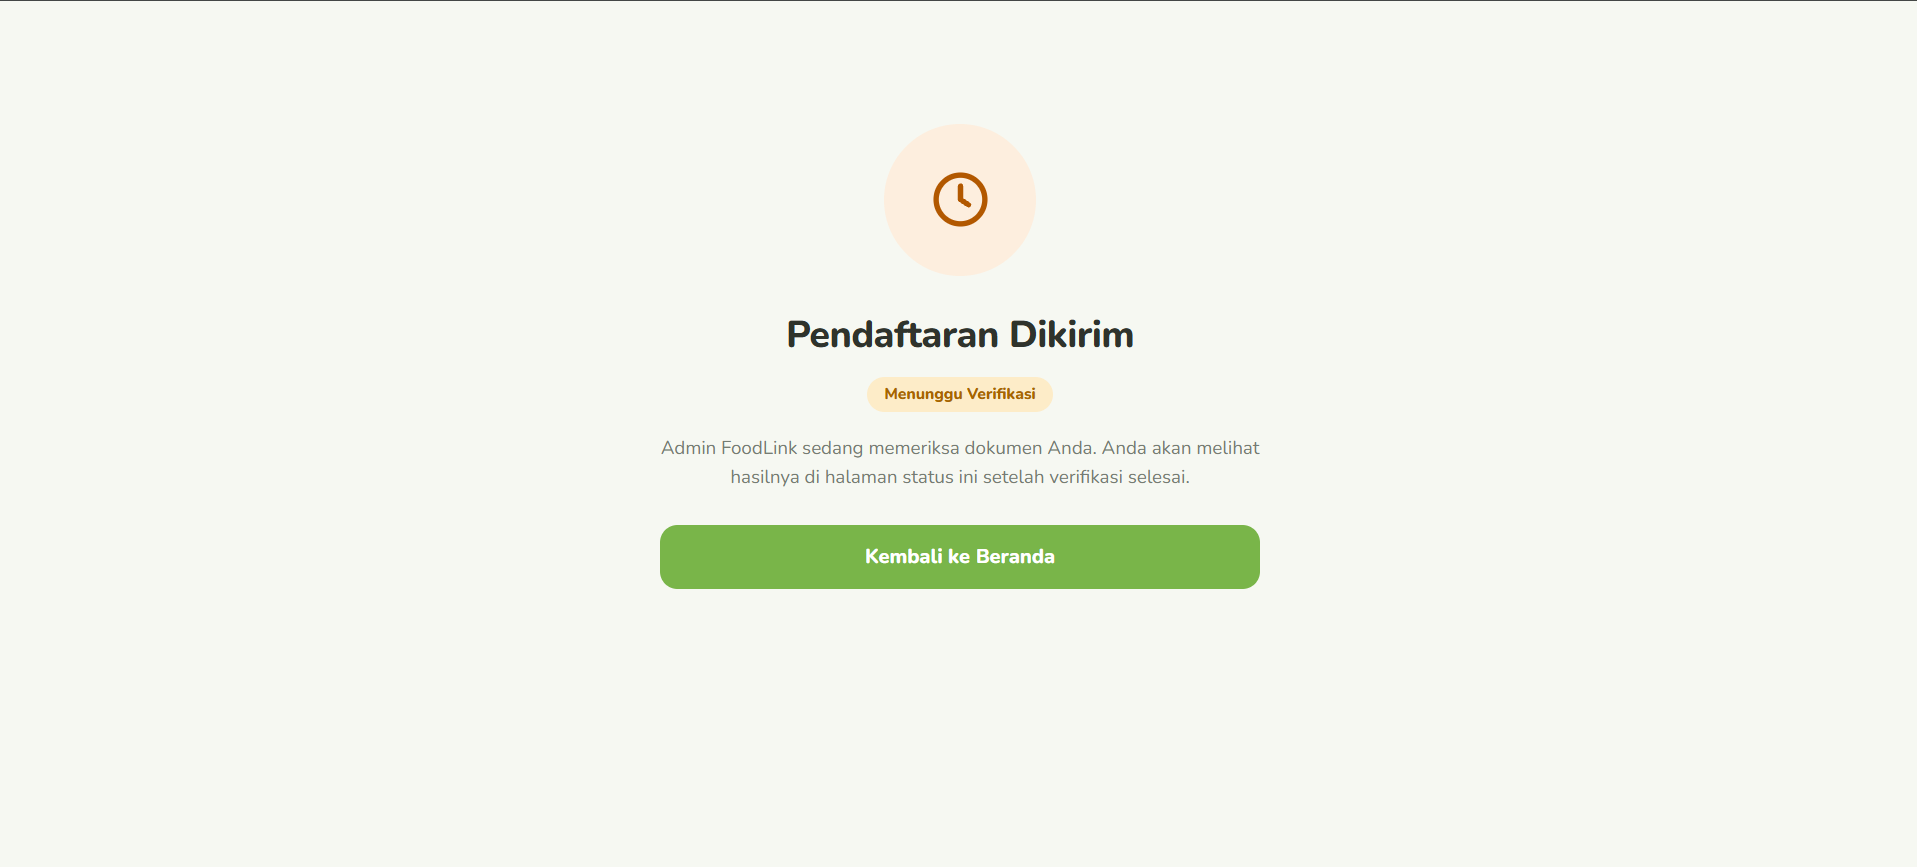 Pendaftaran Dikirim
Menunggu Verifikasi
Admin FoodLink sedang memeriksa dokumen Anda. Anda akan melihat
hasilnya di halaman status ini setelah verifikasi selesai.
Kembali ke Beranda